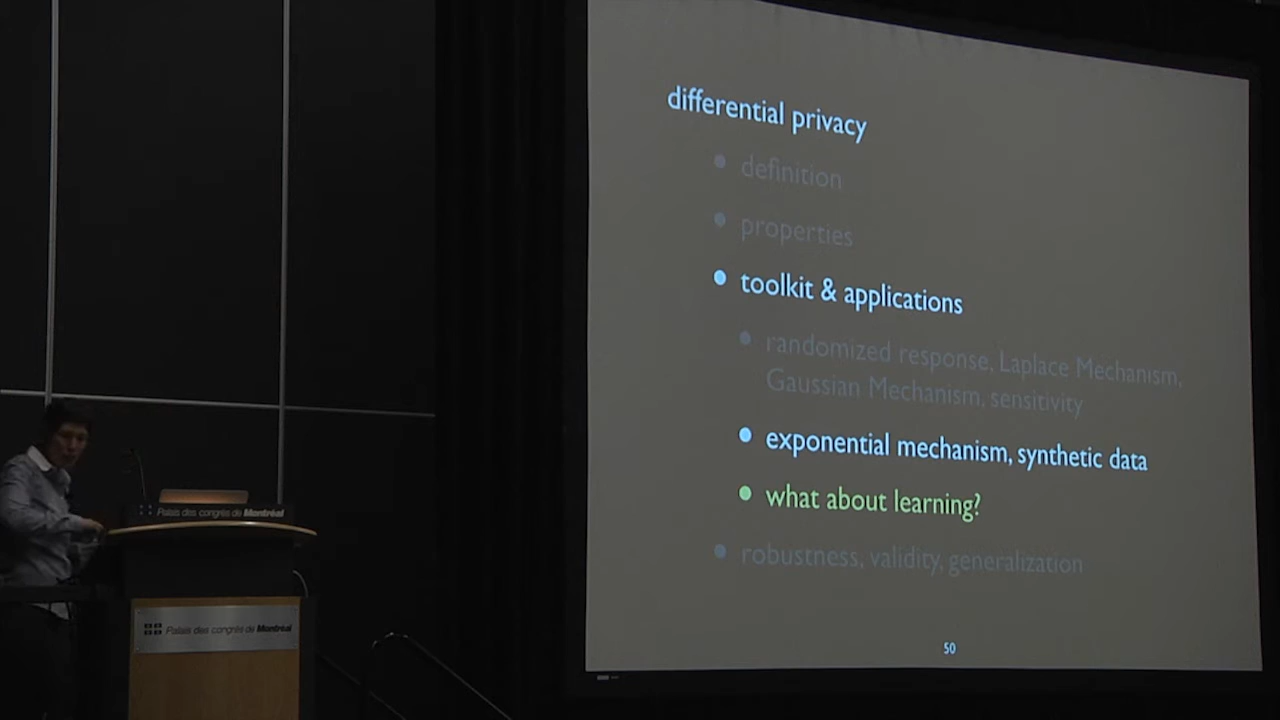 differential privacy
definition
properties
toolkit & applications
randomized response, Laplace Mechanism,
Gaussian Mechanism, sensitivity
exponential mechanism, synthetic data
what about learning?
robustness, validity, generalization
50
Palais des congrès de Montréal
Palais des congrès de Montréal